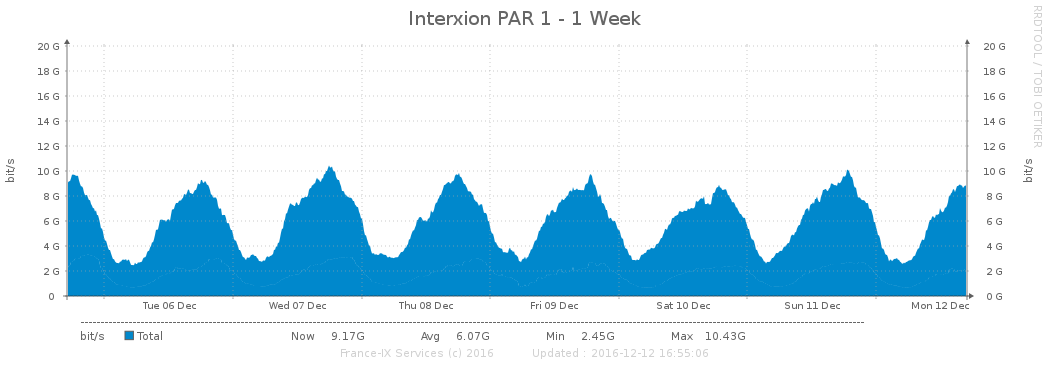 Interxion PAR 1 - 1 Week
RRDTOOL / TOBI OETIKER
bit/s
20 G 20 G
18 G 18 G
16 G 16 G
14 G 14 G
12 G 12 G
10 G 10 G
8 G 8 G
6 G 6 G
4 G 4 G
2 G 2 G
0 0 G
bit/s
Tue 06 Dec Wed 07 Dec Thu 08 Dec Fri 09 Dec Sat 10 Dec Sun 11 Dec Mon 12 Dec
bit/s Total Now 9.17G Avg 6.07G Min 2.45G Max 10.43G
France-IX Services (c) 2016 Updated : 2016-12-12 16:55:06